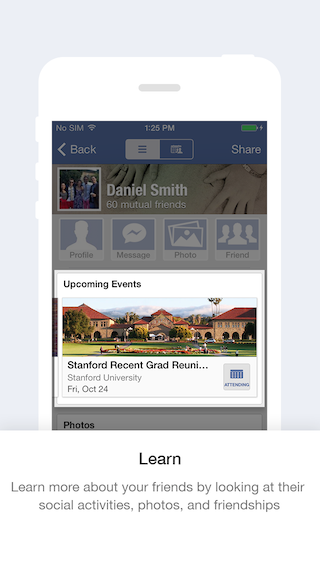 No SIM 1:25 PM
Back Share
Daniel Smith
60 mutual friends
Profile Message Photo Friend
Upcoming Events
Stanford Recent Grad Reuni...
Stanford University
Fri, Oct 24
ATTENDING
Photos
Learn
Learn more about your friends by looking at their
social activities, photos, and friendships